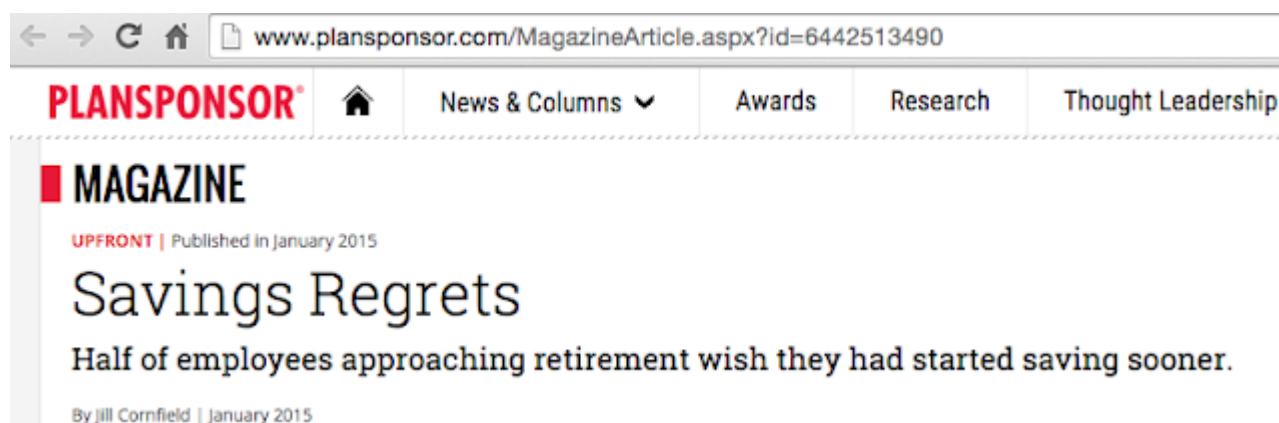 www.plansponsor.com/MagazineArticle.aspx?id=6442513490
PLANSPONSOR® News & Columns Awards Research Thought Leadership
MAGAZINE
UPFRONT | Published in January 2015
Savings Regrets
Half of employees approaching retirement wish they had started saving sooner.
By Jill Cornfield | January 2015